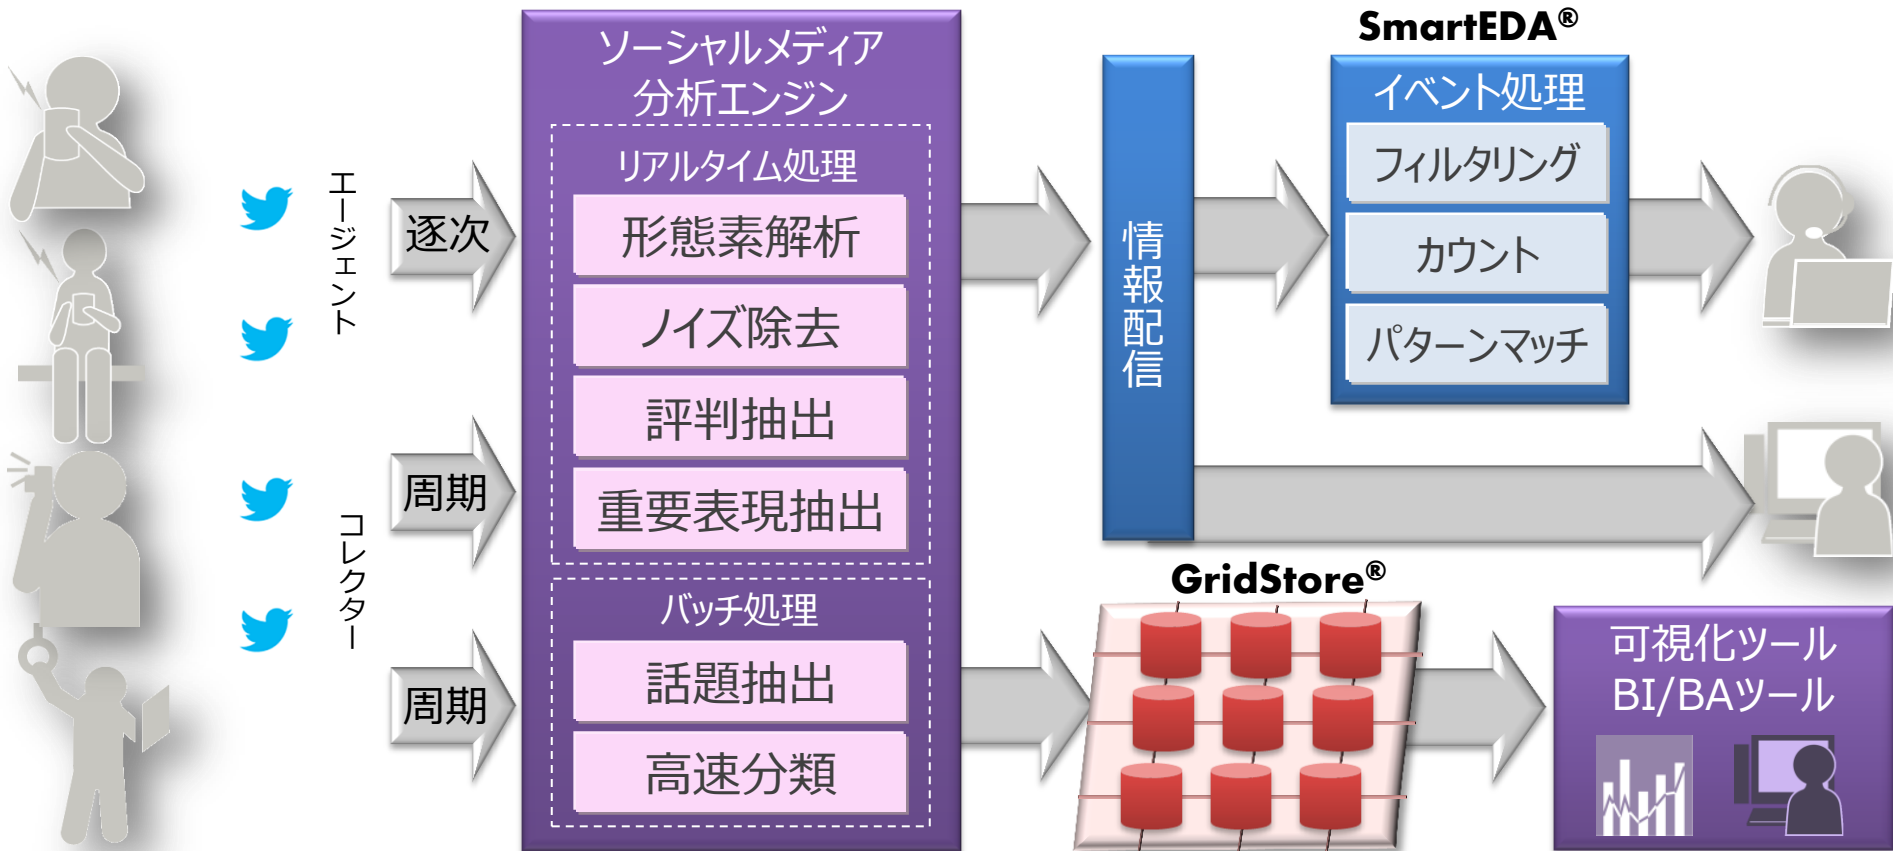 エージェント
コレクター
逐次
周期
周期
ソーシャルメディア
分析エンジン
リアルタイム処理
形態素解析
ノイズ除去
評判抽出
重要表現抽出
バッチ処理
話題抽出
高速分類
情報配信
SmartEDA®
イベント処理
フィルタリング
カウント
パターンマッチ
GridStore®
可視化ツール
BI/BAツール